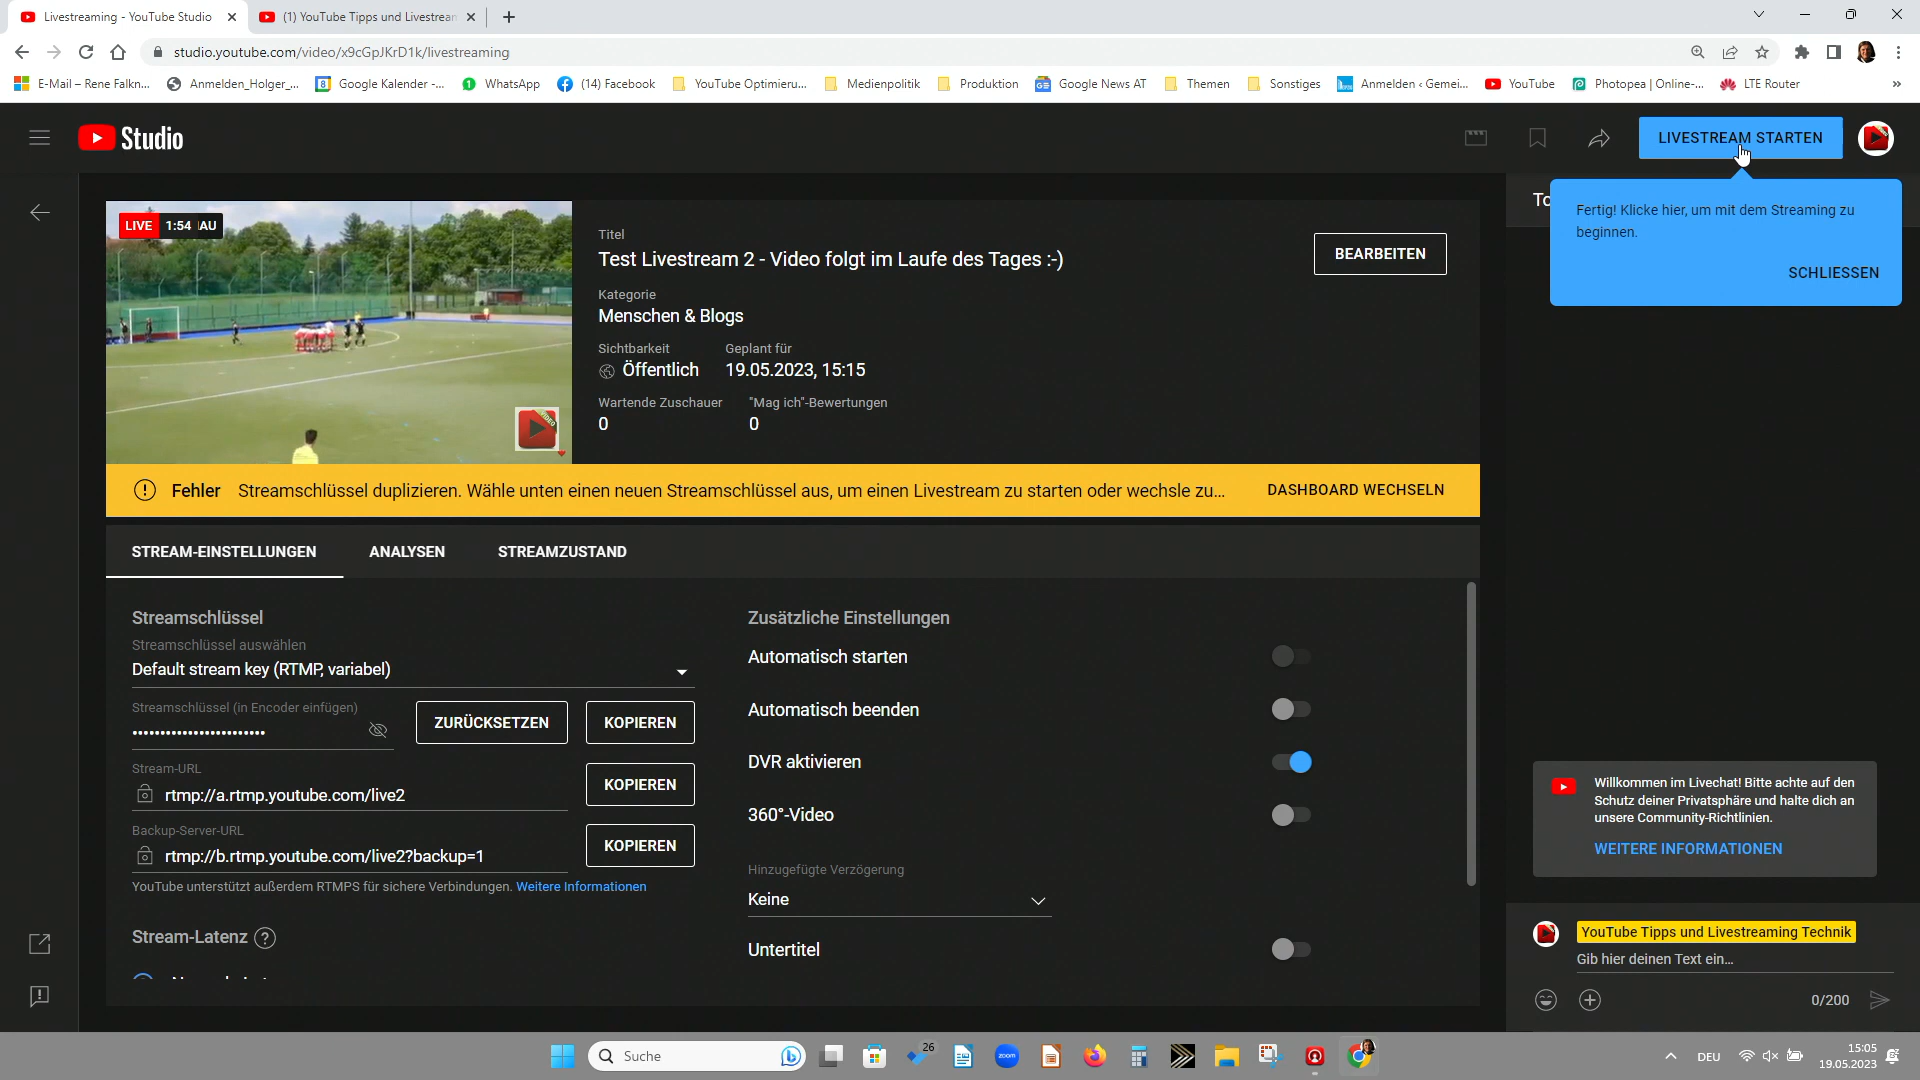 Livestreaming - YouTube Studio
(1) YouTube Tipps und Livestream
studio.youtube.com/video/x9cGpJKrD1k/livestreaming
E-Mail – Rene Falkn...
Anmelden_Holger_...
Google Kalender -...
WhatsApp
(14) Facebook
YouTube Optimieru...
Medienpolitik
Produktion
Google News AT
Themen
Sonstiges
Anmelden ‹ Gemei...
YouTube
Photopea | Online-...
LTE Router
»
Studio
LIVESTREAM STARTEN
Fertig! Klicke hier, um mit dem Streaming zu
beginnen.
SCHLIESSEN
LIVE 1:54 AU
Titel
Test Livestream 2 - Video folgt im Laufe des Tages :-)
BEARBEITEN
Kategorie
Menschen & Blogs
Sichtbarkeit
Geplant für
Öffentlich
19.05.2023, 15:15
Wartende Zuschauer
"Mag ich"-Bewertungen
0
0
Fehler Streamschlüssel duplizieren. Wähle unten einen neuen Streamschlüssel aus, um einen Livestream zu starten oder wechsle zu...
DASHBOARD WECHSELN
STREAM-EINSTELLUNGEN
ANALYSEN
STREAMZUSTAND
Streamschlüssel
Streamschlüssel auswählen
Default stream key (RTMP, variabel)
Streamschlüssel (in Encoder einfügen)
ZURÜCKSETZEN
KOPIEREN
Stream-URL
rtmp://a.rtmp.youtube.com/live2
KOPIEREN
Backup-Server-URL
rtmp://b.rtmp.youtube.com/live2?backup=1
KOPIEREN
YouTube unterstützt außerdem RTMPS für sichere Verbindungen. Weitere Informationen
Stream-Latenz ?
Zusätzliche Einstellungen
Automatisch starten
Automatisch beenden
DVR aktivieren
360°-Video
Hinzugefügte Verzögerung
Keine
Untertitel
Willkommen im Livechat! Bitte achte auf den
Schutz deiner Privatsphäre und halte dich an
unsere Community-Richtlinien.
WEITERE INFORMATIONEN
YouTube Tipps und Livestreaming Technik
Gib hier deinen Text ein...
0/200
Suche
26
zoom
DEU
15:05
19.05.2023